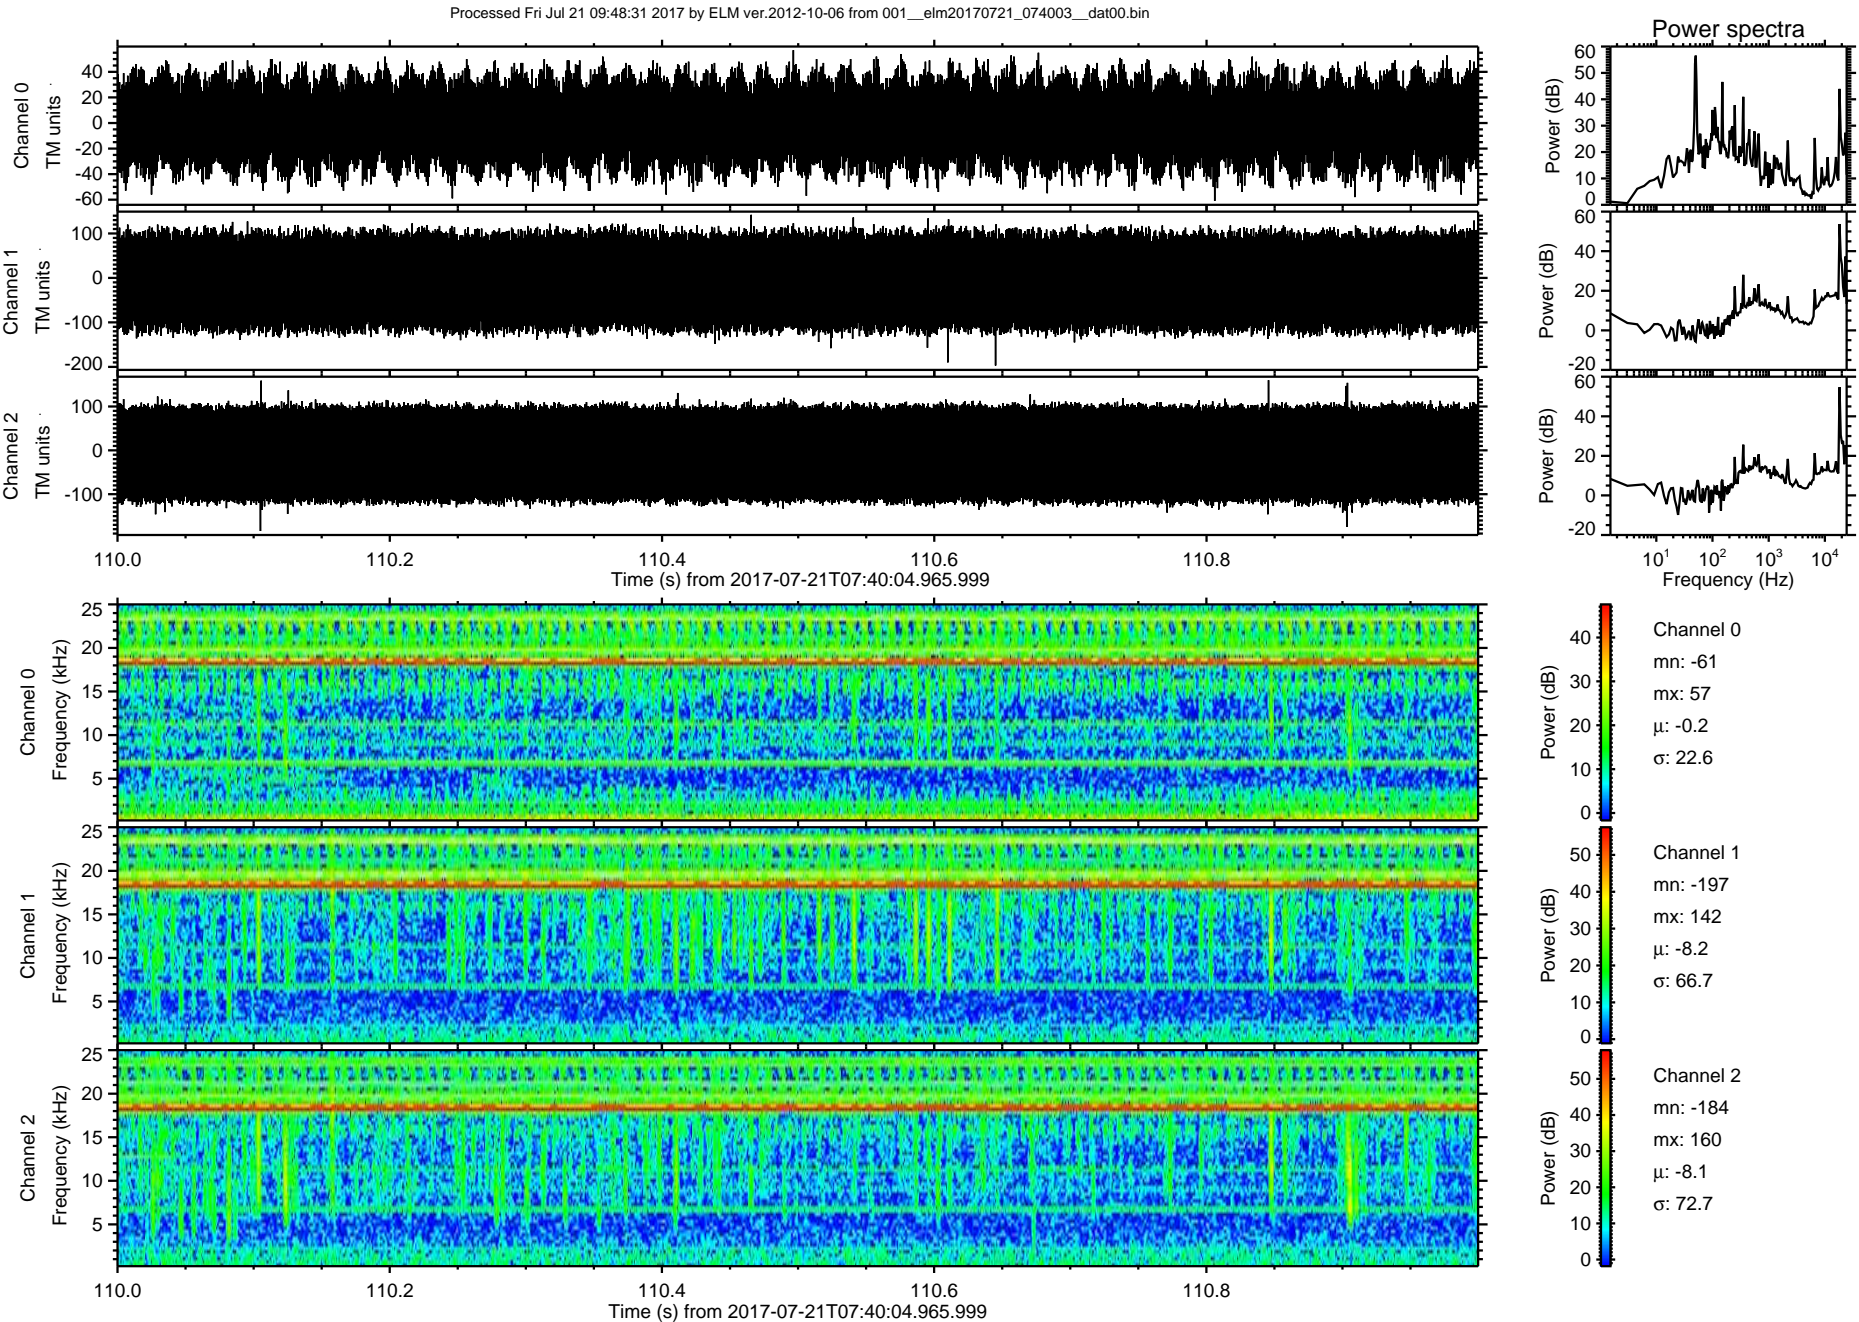 Processed Fri Jul 21 09:48:31 2017 by ELM ver.2012-10-06 from 001__elm20170721_074003__dat00.bin
Power spectra
Channel 0
TM units
40
20
0
-20
-40
-60
Power (dB)
60
50
40
30
20
10
0
Channel 1
TM units
100
0
-100
-200
Power (dB)
60
40
20
0
-20
Channel 2
TM units
100
0
-100
Power (dB)
60
40
20
0
-20
110.0 110.2 110.4 110.6 110.8
Time (s) from 2017-07-21T07:40:04.965.999
10¹ 10² 10³ 10⁴
Frequency (Hz)
Channel 0
Frequency (kHz)
25
20
15
10
5
Power (dB)
40
30
20
10
0
Channel 0
mn: -61
mx: 57
μ: -0.2
σ: 22.6
Channel 1
Frequency (kHz)
25
20
15
10
5
Power (dB)
50
40
30
20
10
0
Channel 1
mn: -197
mx: 142
μ: -8.2
σ: 66.7
Channel 2
Frequency (kHz)
25
20
15
10
5
Power (dB)
50
40
30
20
10
0
Channel 2
mn: -184
mx: 160
μ: -8.1
σ: 72.7
110.0 110.2 110.4 110.6 110.8
Time (s) from 2017-07-21T07:40:04.965.999